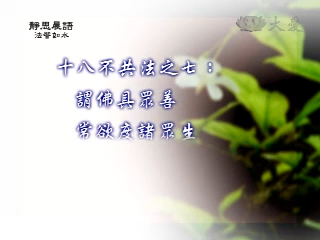 靜思晨語
法譬如水
大愛
十八不共法之七：
謂佛具眾善
常欲度諸眾生